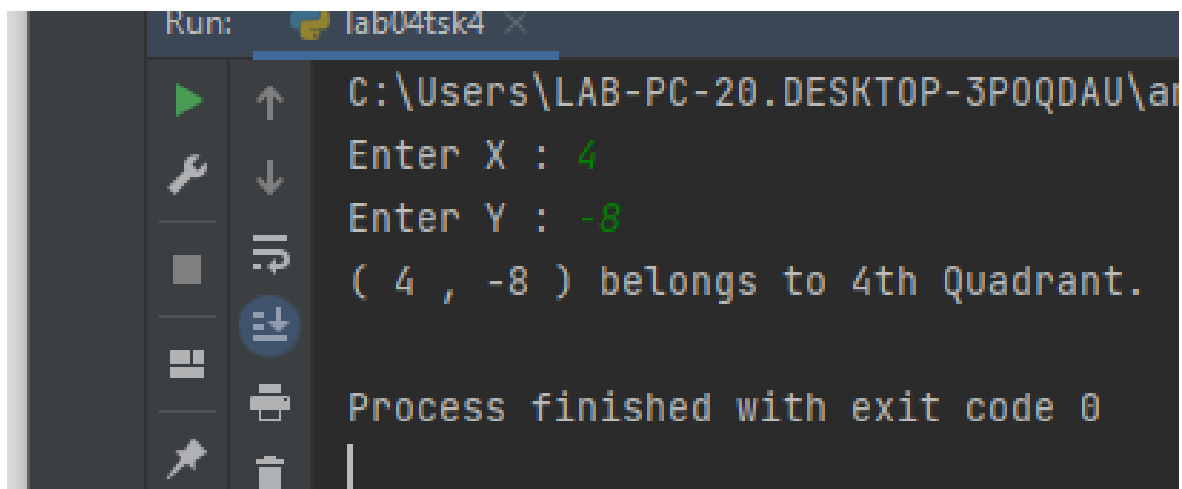 Run: lab04tsk4
C:\Users\LAB-PC-20.DESKTOP-3POQDAU\an
Enter X : 4
Enter Y : -8
( 4 , -8 ) belongs to 4th Quadrant.
Process finished with exit code 0